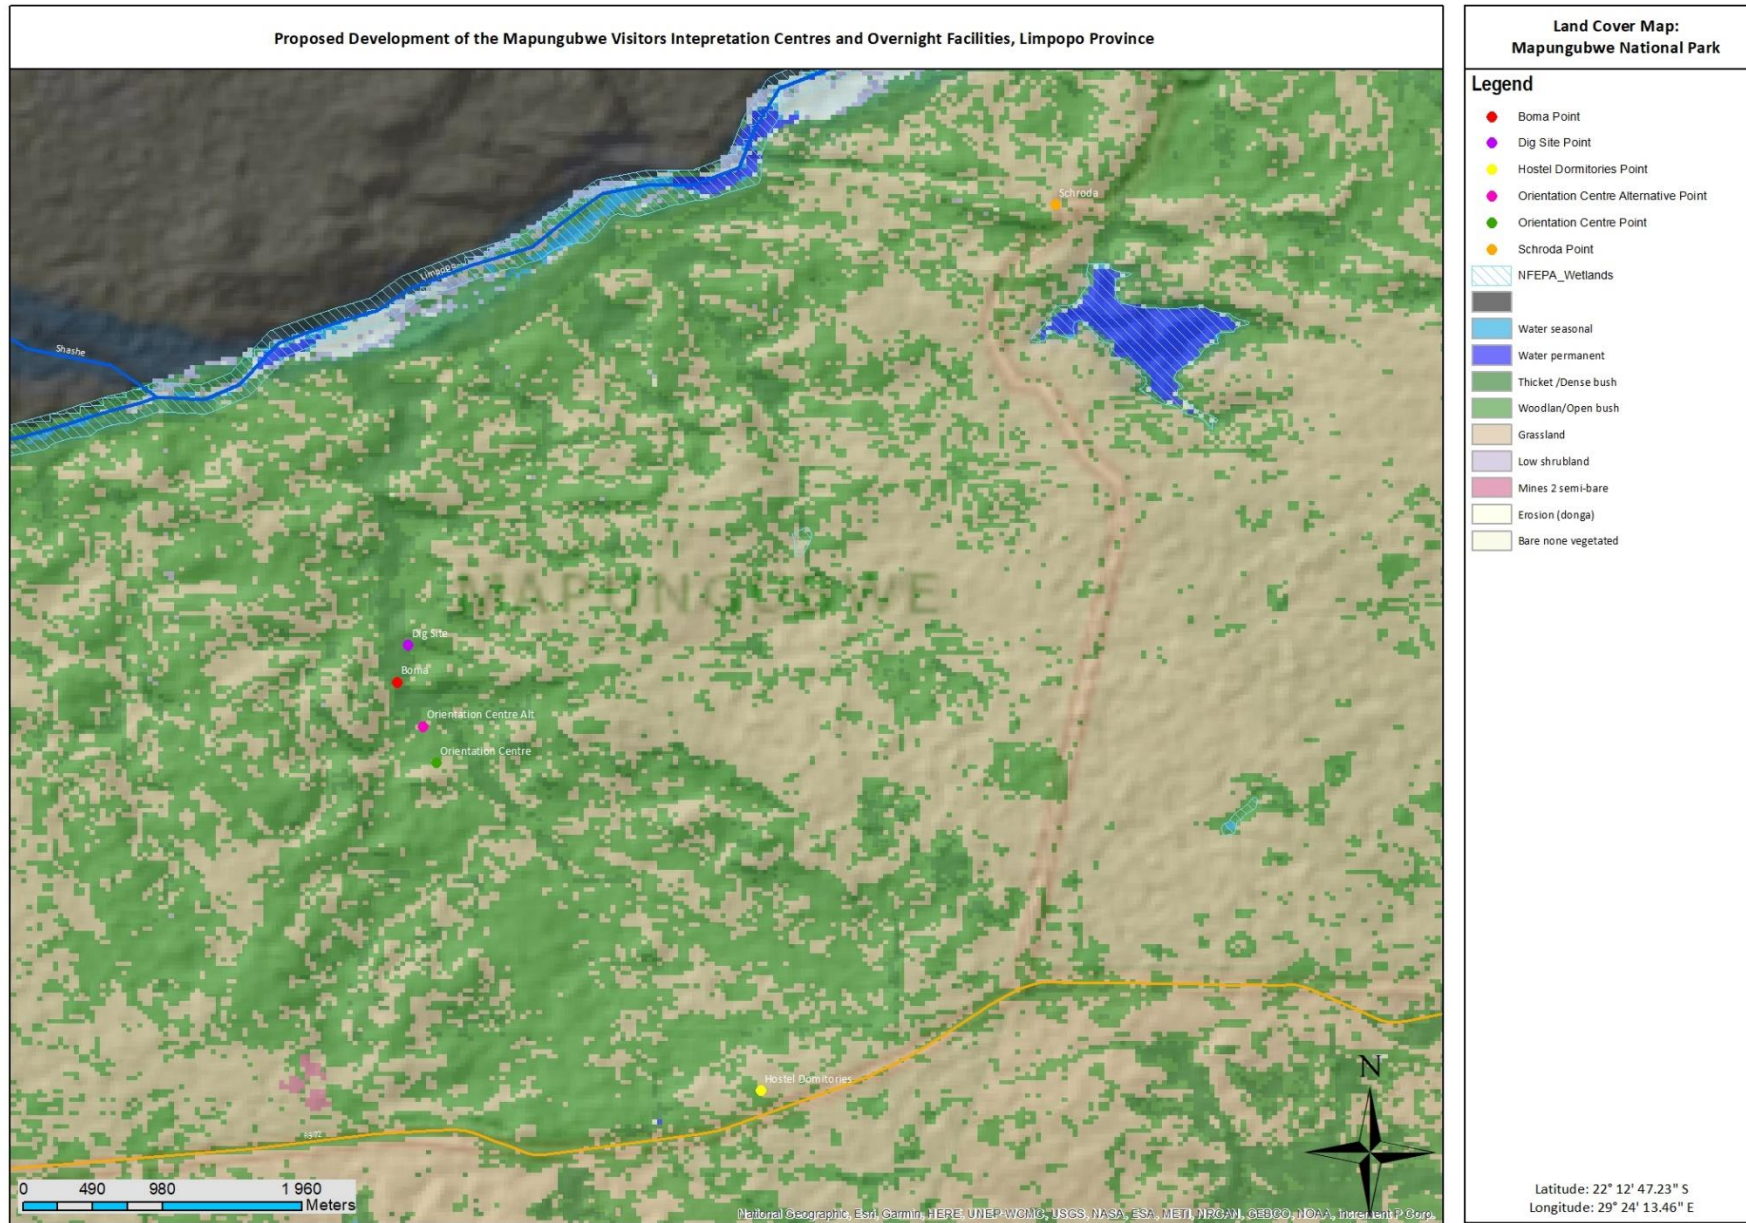 Proposed Development of the Mapungubwe Visitors Intepretation Centres and Overnight Facilities, Limpopo Province
Land Cover Map:
Mapungubwe National Park
Legend
Boma Point
Dig Site Point
Hostel Dormitories Point
Orientation Centre Alternative Point
Orientation Centre Point
Schroda Point
NFEPA_Wetlands
Water seasonal
Water permanent
Thicket /Dense bush
Woodlan/Open bush
Grassland
Low shrubland
Mines 2 semi-bare
Erosion (donga)
Bare none vegetated
Schroda
Limpopo
Shashe
MAPUNGUBWE
Dig Site
Boma
Orientation Centre Alt
Orientation Centre
Hostel Domitories
R572
N
0 490 980 1 960
Meters
National Geographic, Esri, Garmin, HERE, UNEP-WCMC, USGS, NASA, ESA, METI, NRCAN, GEBCO, NOAA, increment P Corp.
Latitude: 22° 12' 47.23" S
Longitude: 29° 24' 13.46" E